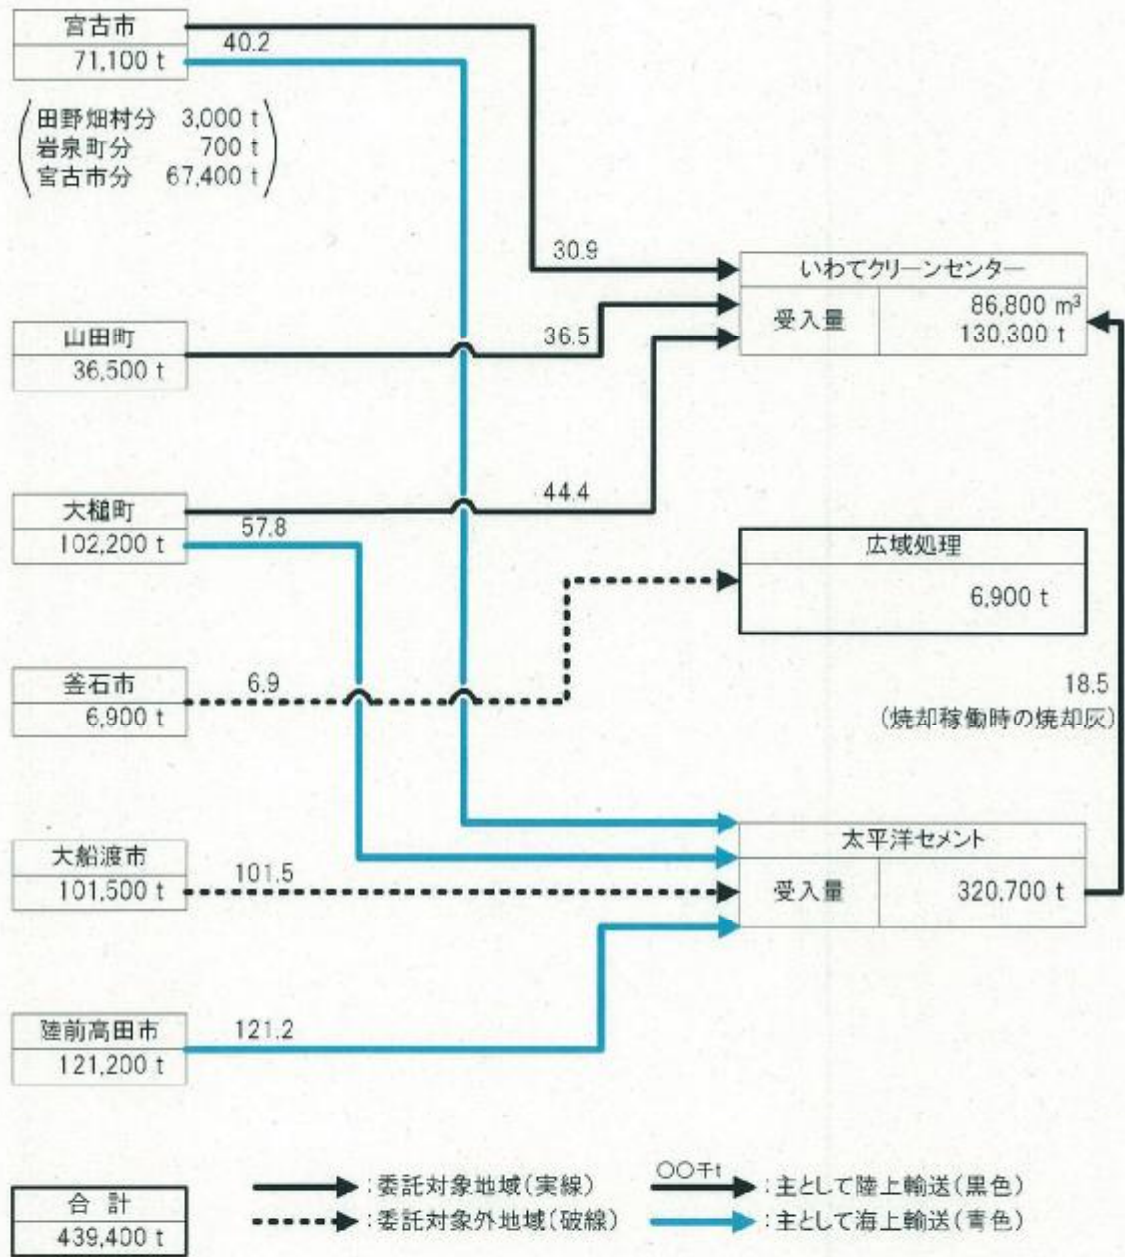 宮古市
71,100 t
40.2
田野畑村分 3,000 t
岩泉町分 700 t
宮古市分 67,400 t
30.9
いわてクリーンセンター
受入量
86,800 m³
130,300 t
山田町
36,500 t
36.5
大槌町
102,200 t
57.8
44.4
広域処理
6,900 t
釜石市
6,900 t
6.9
18.5
(焼却稼働時の焼却灰)
太平洋セメント
受入量
320,700 t
大船渡市
101,500 t
101.5
陸前高田市
121,200 t
121.2
合計
439,400 t
:委託対象地域(実線)
:委託対象外地域(破線)
○○千t
:主として陸上輸送(黒色)
:主として海上輸送(青色)